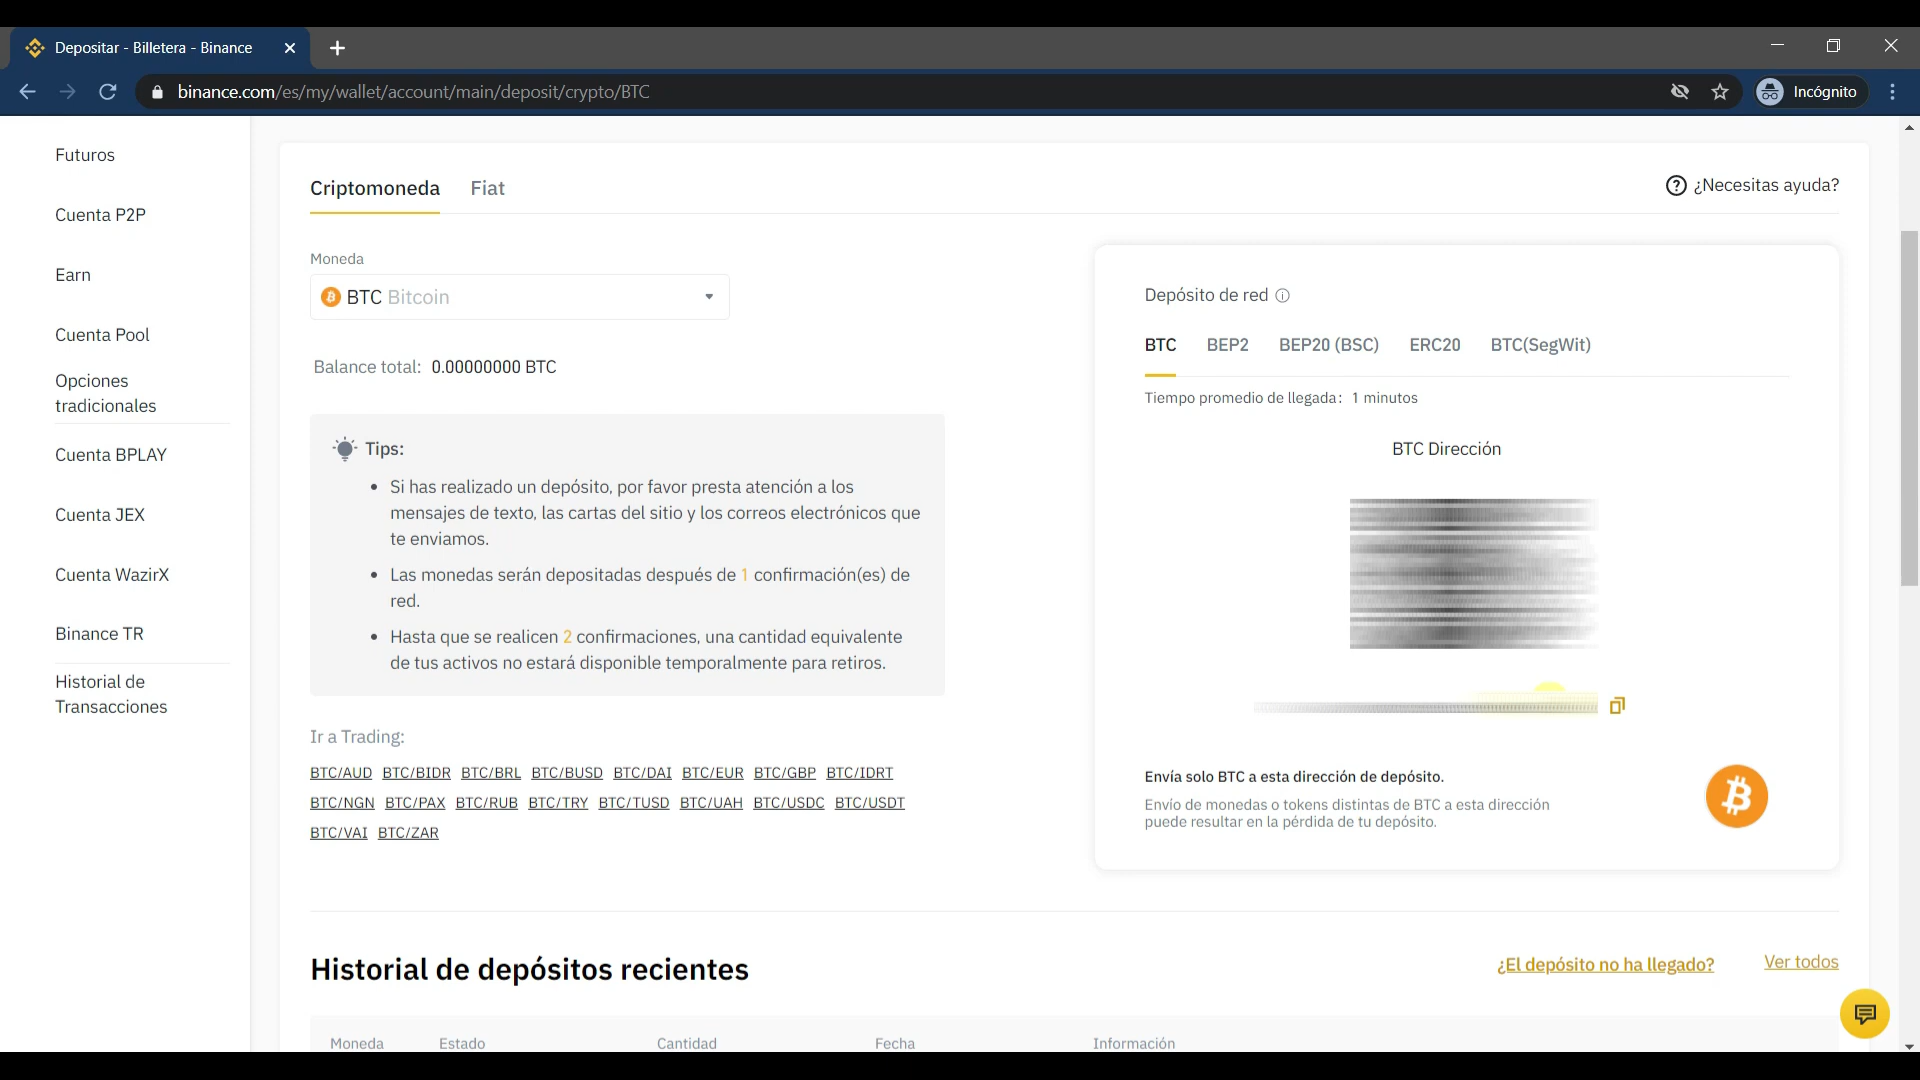 Depositar - Billetera - Binance
binance.com/es/my/wallet/account/main/deposit/crypto/BTC
Incógnito
Futuros
Cuenta P2P
Earn
Cuenta Pool
Opciones
tradicionales
Cuenta BPLAY
Cuenta JEX
Cuenta WazirX
Binance TR
Historial de
Transacciones
Criptomoneda Fiat
¿Necesitas ayuda?
Moneda
BTC Bitcoin
Balance total: 0.00000000 BTC
Tips:
Si has realizado un depósito, por favor presta atención a los
mensajes de texto, las cartas del sitio y los correos electrónicos que
te enviamos.
Las monedas serán depositadas después de 1 confirmación(es) de
red.
Hasta que se realicen 2 confirmaciones, una cantidad equivalente
de tus activos no estará disponible temporalmente para retiros.
Ir a Trading:
BTC/AUD BTC/BIDR BTC/BRL BTC/BUSD BTC/DAI BTC/EUR BTC/GBP BTC/IDRT
BTC/NGN BTC/PAX BTC/RUB BTC/TRY BTC/TUSD BTC/UAH BTC/USDC BTC/USDT
BTC/VAI BTC/ZAR
Depósito de red
BTC BEP2 BEP20 (BSC) ERC20 BTC(SegWit)
Tiempo promedio de llegada: 1 minutos
BTC Dirección
Envía solo BTC a esta dirección de depósito.
Envío de monedas o tokens distintas de BTC a esta dirección
puede resultar en la pérdida de tu depósito.
Historial de depósitos recientes
¿El depósito no ha llegado? Ver todos
Moneda Estado Cantidad Fecha Información